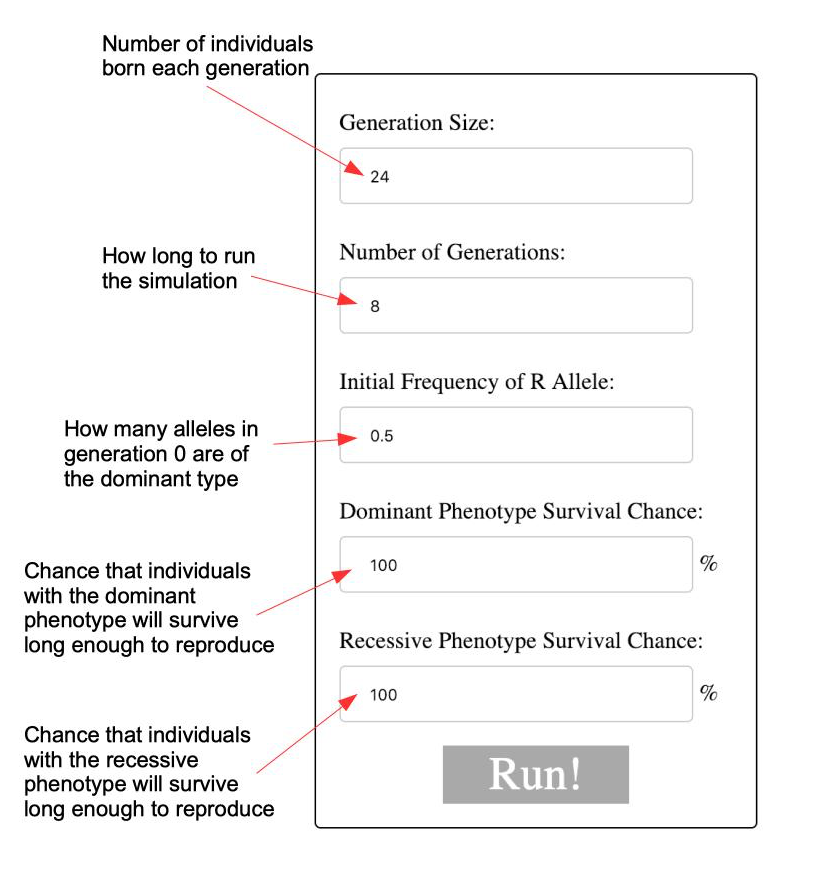 Number of individuals
born each generation
Generation Size:
24
How long to run
the simulation
Number of Generations:
8
Initial Frequency of R Allele:
How many alleles in
generation 0 are of
the dominant type
0.5
Dominant Phenotype Survival Chance:
100
%
Chance that individuals
with the dominant
phenotype will survive
long enough to reproduce
Recessive Phenotype Survival Chance:
100
%
Chance that individuals
with the recessive
phenotype will survive
long enough to reproduce
Run!